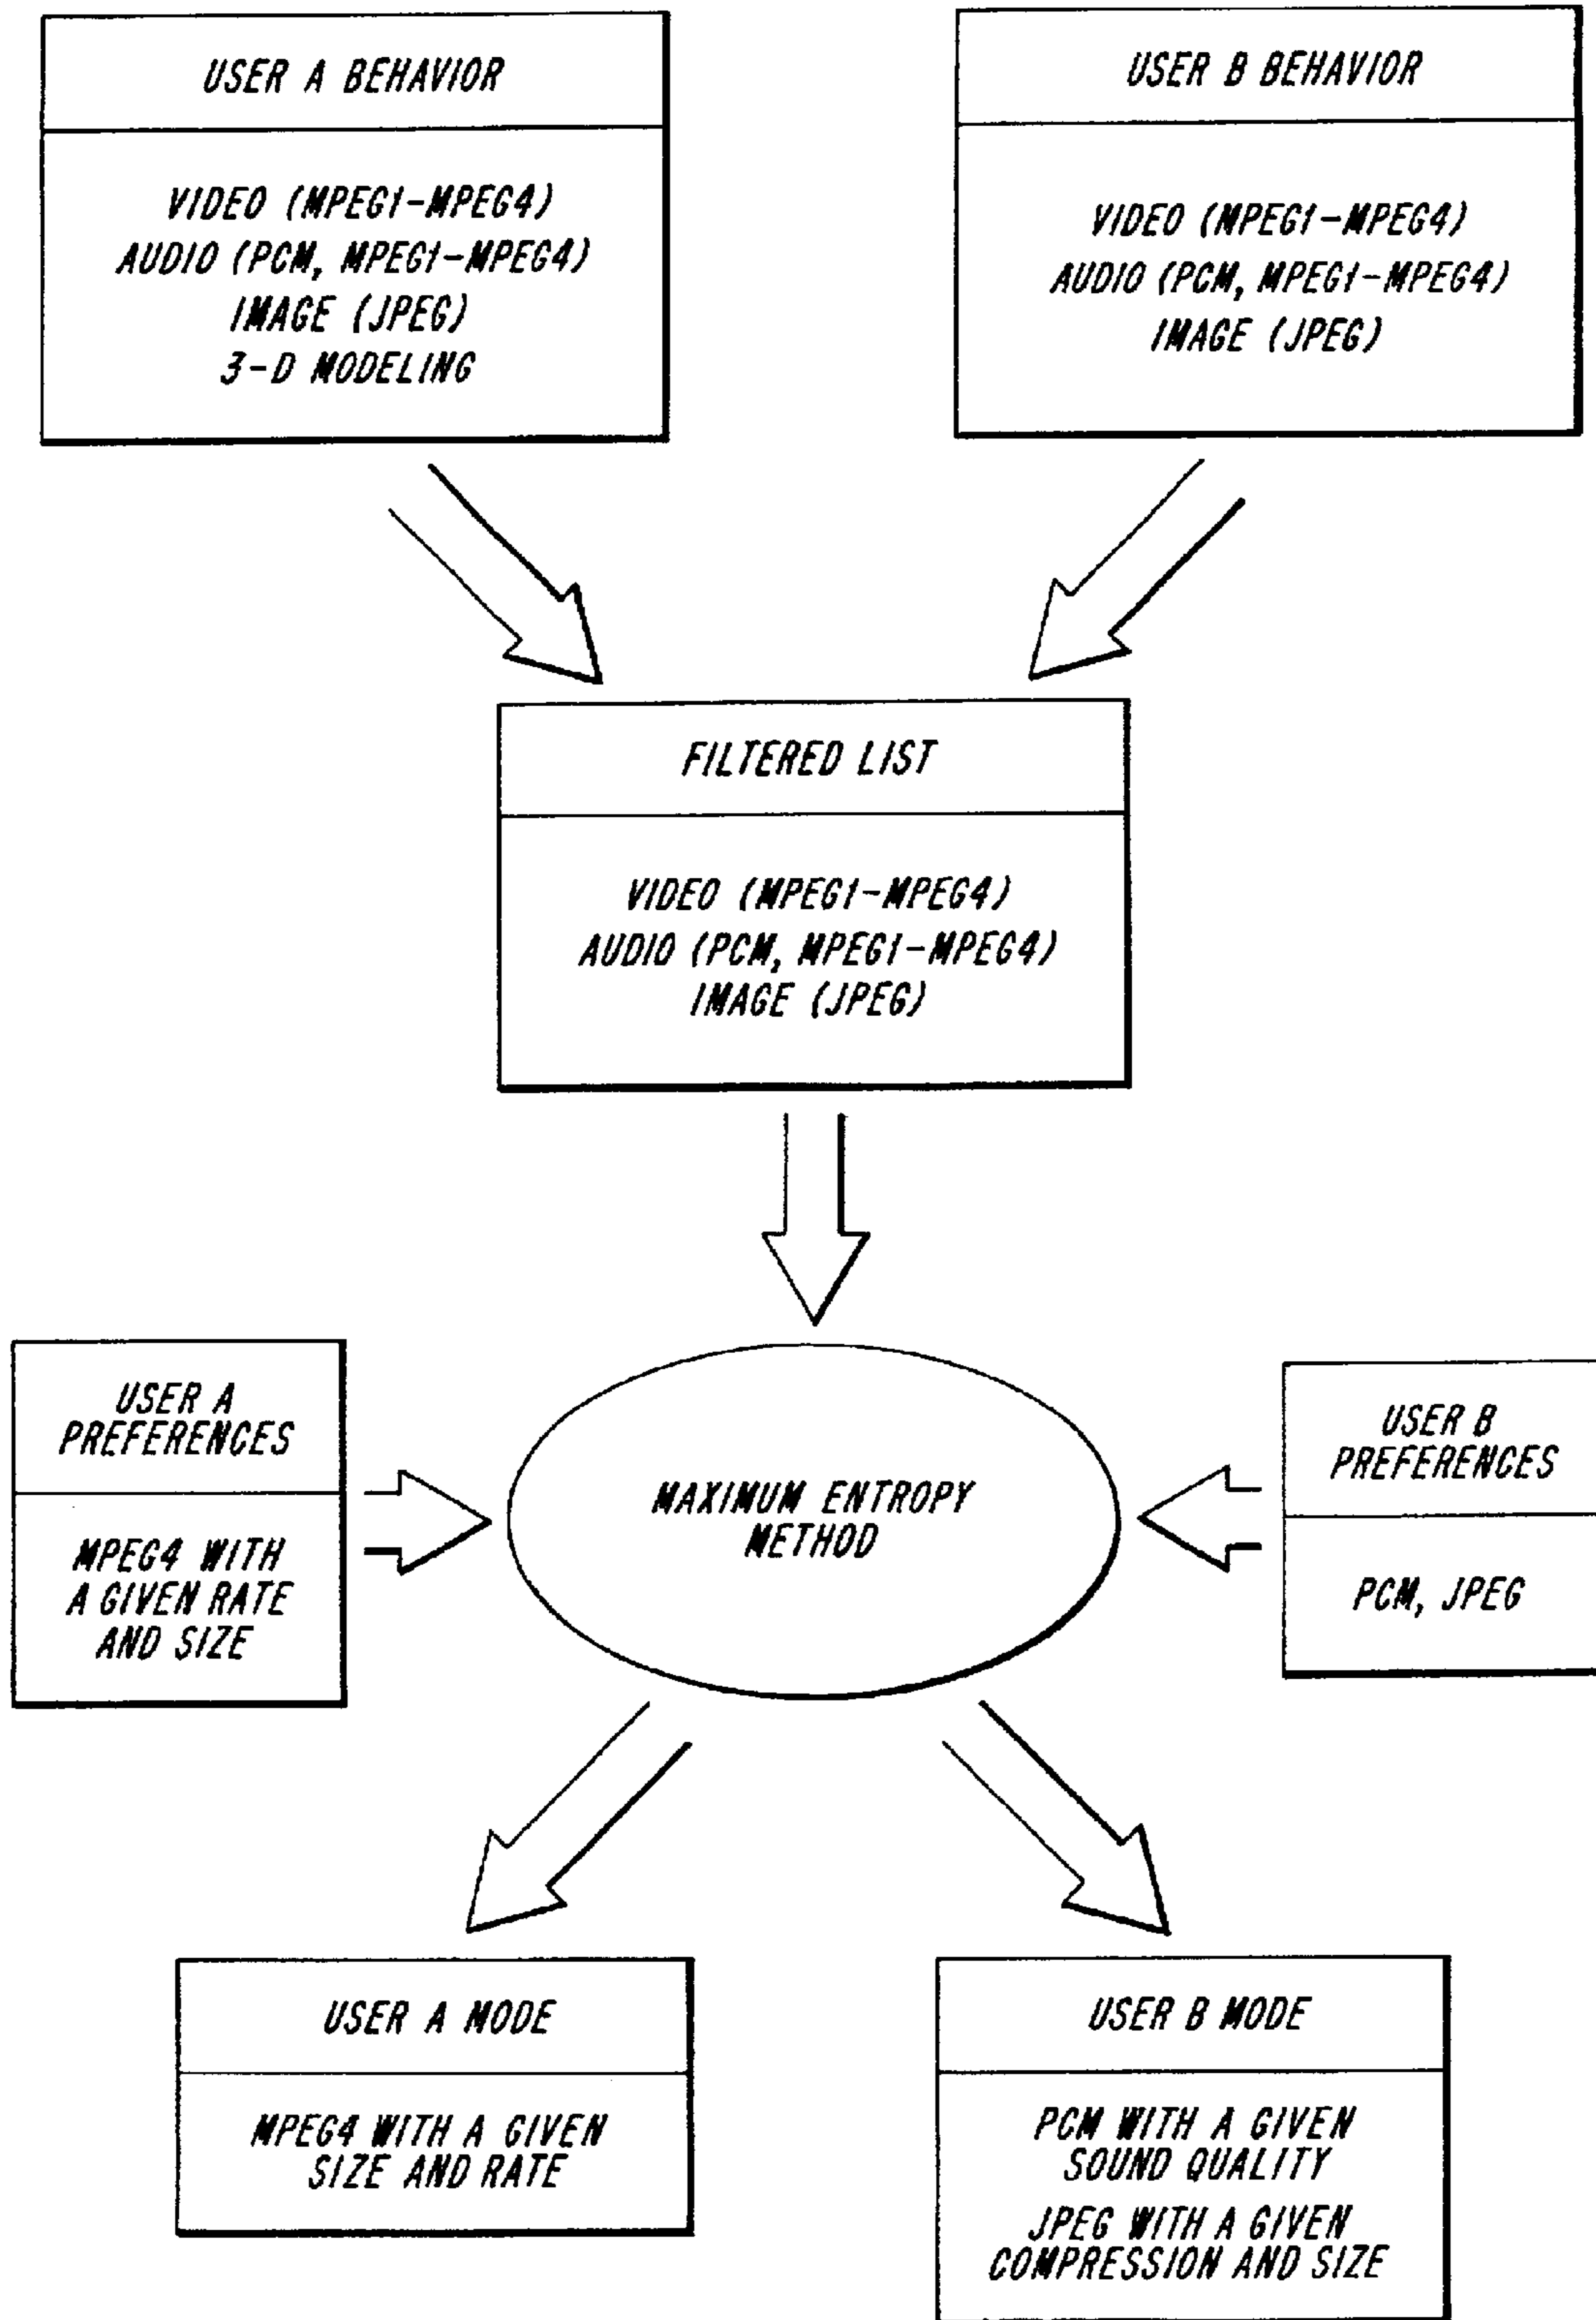 USER A BEHAVIOR
VIDEO (MPEG1-MPEG4)
AUDIO (PCM, MPEG1-MPEG4)
IMAGE (JPEG)
3-D MODELING
USER B BEHAVIOR
VIDEO (MPEG1-MPEG4)
AUDIO (PCM, MPEG1-MPEG4)
IMAGE (JPEG)
FILTERED LIST
VIDEO (MPEG1-MPEG4)
AUDIO (PCM, MPEG1-MPEG4)
IMAGE (JPEG)
USER A
PREFERENCES
MPEG4 WITH
A GIVEN RATE
AND SIZE
MAXIMUM ENTROPY
METHOD
USER B
PREFERENCES
PCM, JPEG
USER A MODE
MPEG4 WITH A GIVEN
SIZE AND RATE
USER B MODE
PCM WITH A GIVEN
SOUND QUALITY
JPEG WITH A GIVEN
COMPRESSION AND SIZE